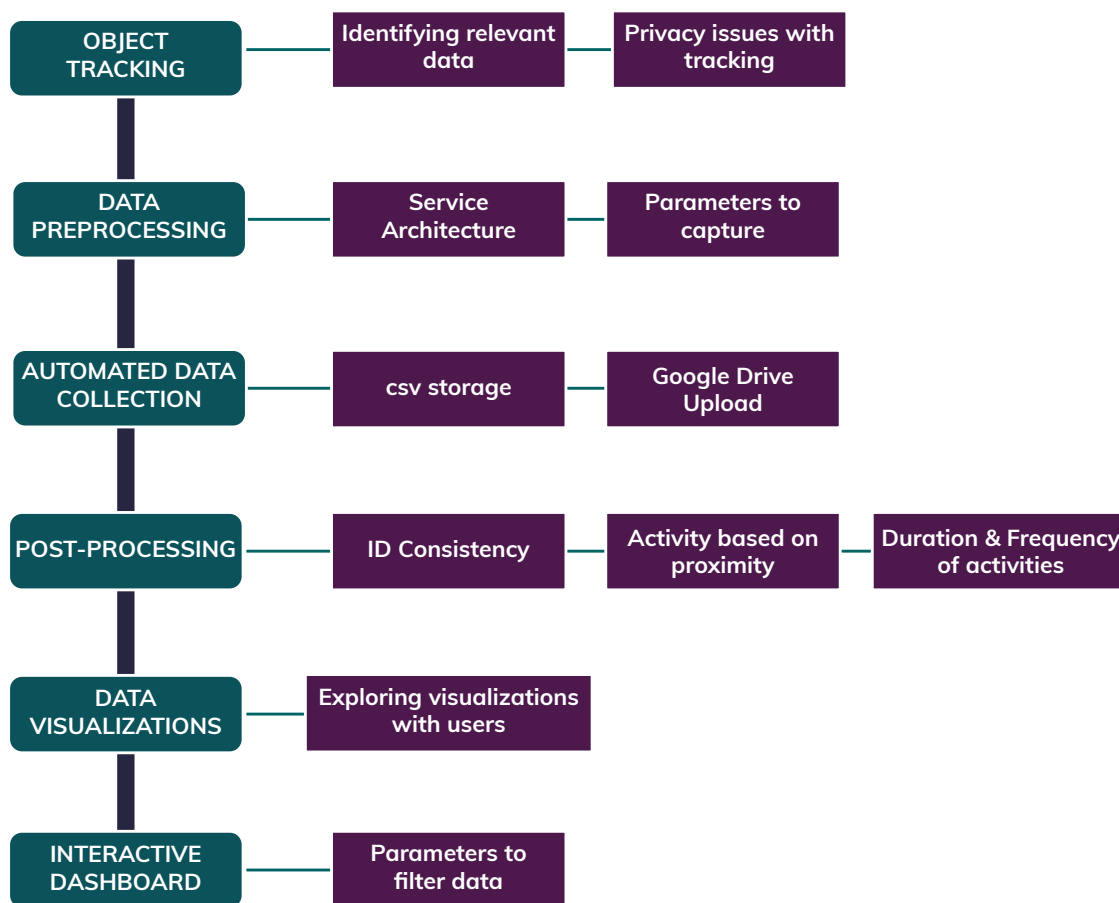 OBJECT
TRACKING
Identifying relevant
data
Privacy issues with
tracking
DATA
PREPROCESSING
Service
Architecture
Parameters to
capture
AUTOMATED DATA
COLLECTION
csv storage
Google Drive
Upload
POST-PROCESSING
ID Consistency
Activity based on
proximity
Duration & Frequency
of activities
DATA
VISUALIZATIONS
Exploring visualizations
with users
INTERACTIVE
DASHBOARD
Parameters to
filter data